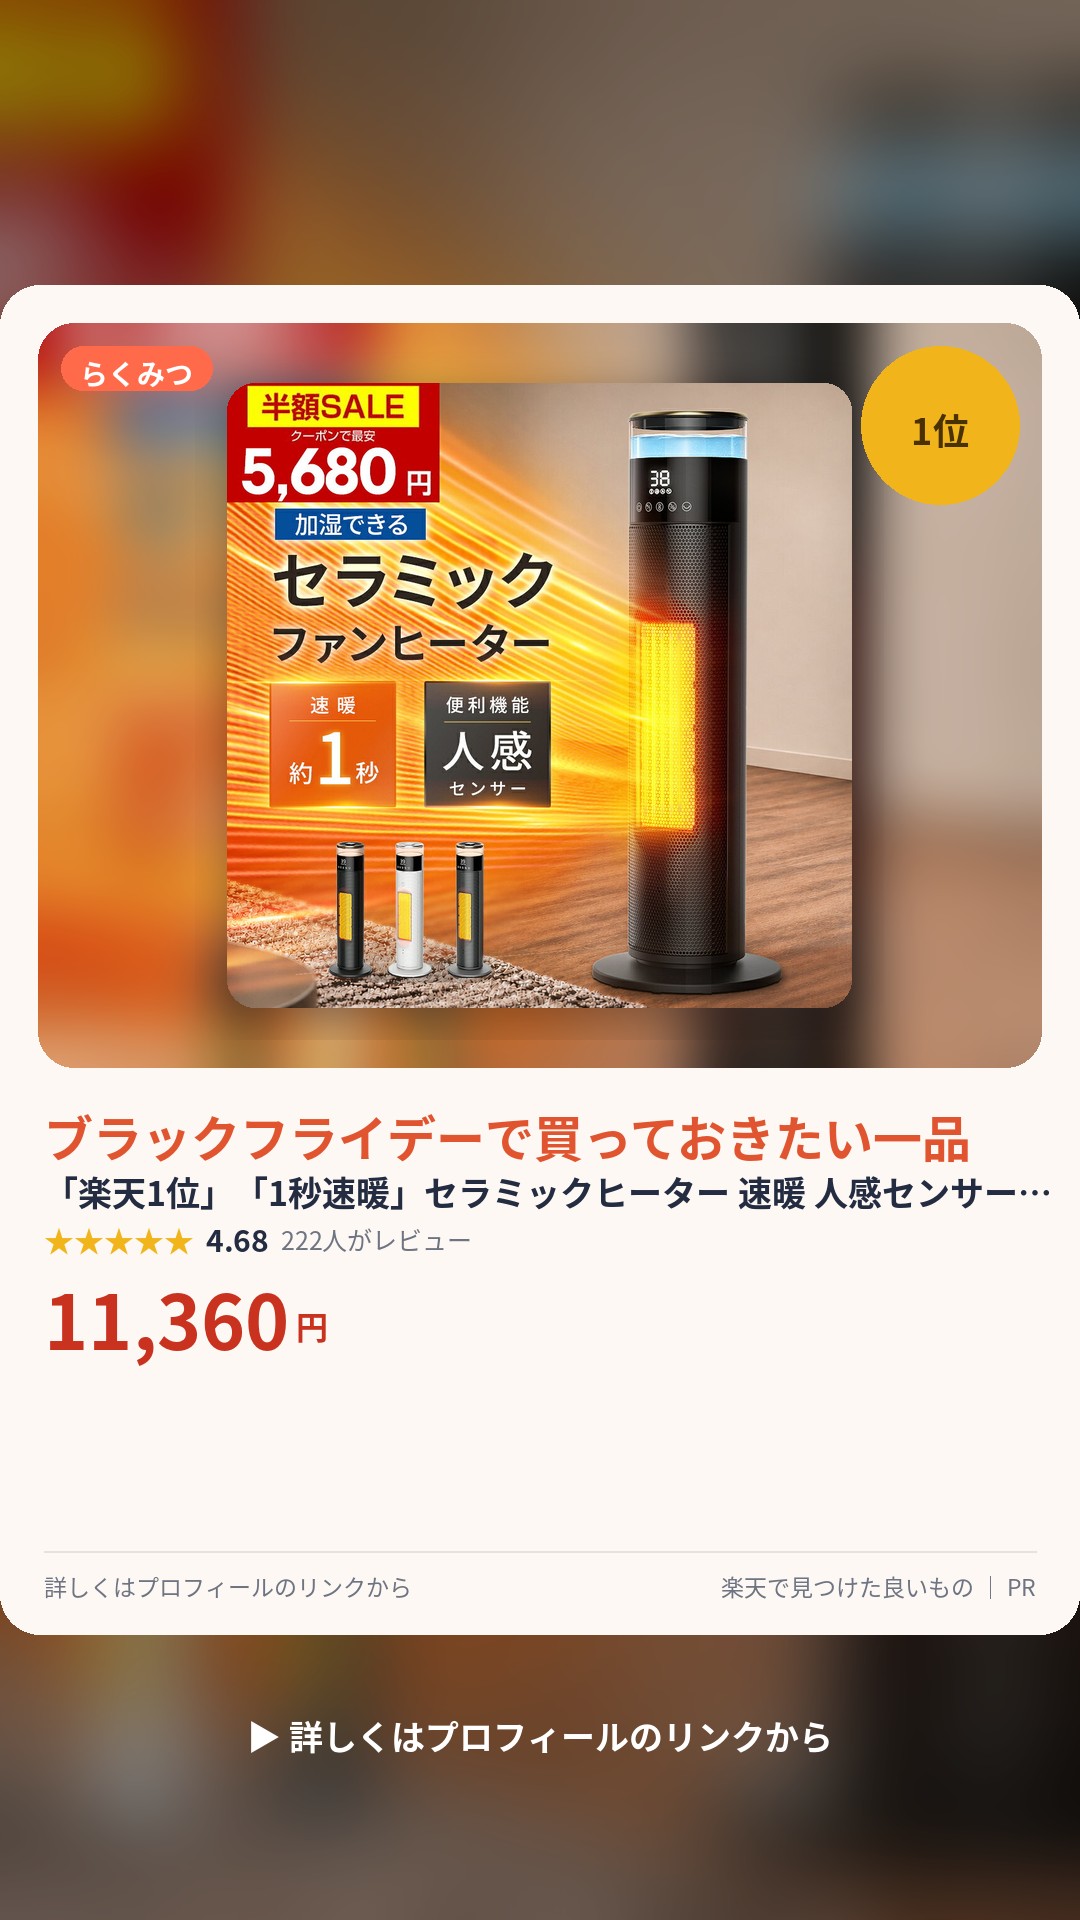 らくみつ
1位
半額SALE
クーポンで最安
5,680 円
加湿できる
セラミック
ファンヒーター
速暖
約1秒
便利機能
人感
センサー
38
ブラックフライデーで買っておきたい一品
「楽天1位」「1秒速暖」セラミックヒーター 速暖 人感センサー…
★★★★★ 4.68 222人がレビュー
11,360 円
詳しくはプロフィールのリンクから
楽天で見つけた良いもの｜PR
▶ 詳しくはプロフィールのリンクから